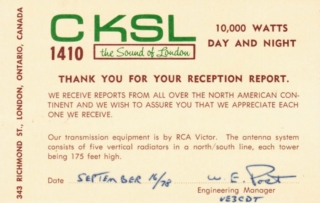 CKSL
1410
the Sound of London
10,000 WATTS
DAY AND NIGHT
343 RICHMOND ST., LONDON, ONTARIO, CANADA
THANK YOU FOR YOUR RECEPTION REPORT.
WE RECEIVE REPORTS FROM ALL OVER THE NORTH AMERICAN CON-
TINENT AND WE WISH TO ASSURE YOU THAT WE APPRECIATE EACH
ONE WE RECEIVE.
Our transmission equipment is by RCA Victor. The antenna system
consists of five vertical radiators in a north/south line, each tower
being 175 feet high.
Date SEPTEMBER 16/78 W. E.
Engineering Manager
VE3CDT